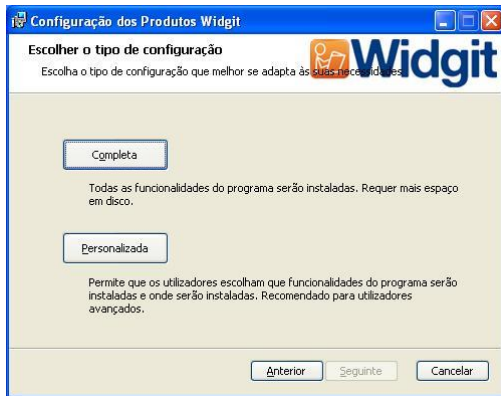 Configuração dos Produtos Widgit
Escolher o tipo de configuração
Escolha o tipo de configuração que melhor se adapta às suas necessidades.
Widgit
Completa
Todas as funcionalidades do programa serão instaladas. Requer mais espaço
em disco.
Personalizada
Permite que os utilizadores escolham que funcionalidades do programa serão
instaladas e onde serão instaladas. Recomendado para utilizadores
avançados.
Anterior Seguinte Cancelar